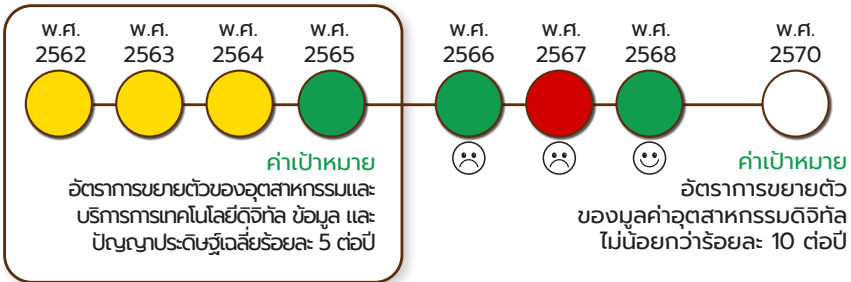 พ.ศ. พ.ศ. พ.ศ. พ.ศ. พ.ศ. พ.ศ. พ.ศ. พ.ศ.
2562 2563 2564 2565 2566 2567 2568 2570
ค่าเป้าหมาย
อัตราการขยายตัวของอุตสาหกรรมและ
บริการการเทคโนโลยีดิจิทัล ข้อมูล และ
ปัญญาประดิษฐ์เฉลี่ยร้อยละ 5 ต่อปี
ค่าเป้าหมาย
อัตราการขยายตัว
ของมูลค่าอุตสาหกรรมดิจิทัล
ไม่น้อยกว่าร้อยละ 10 ต่อปี